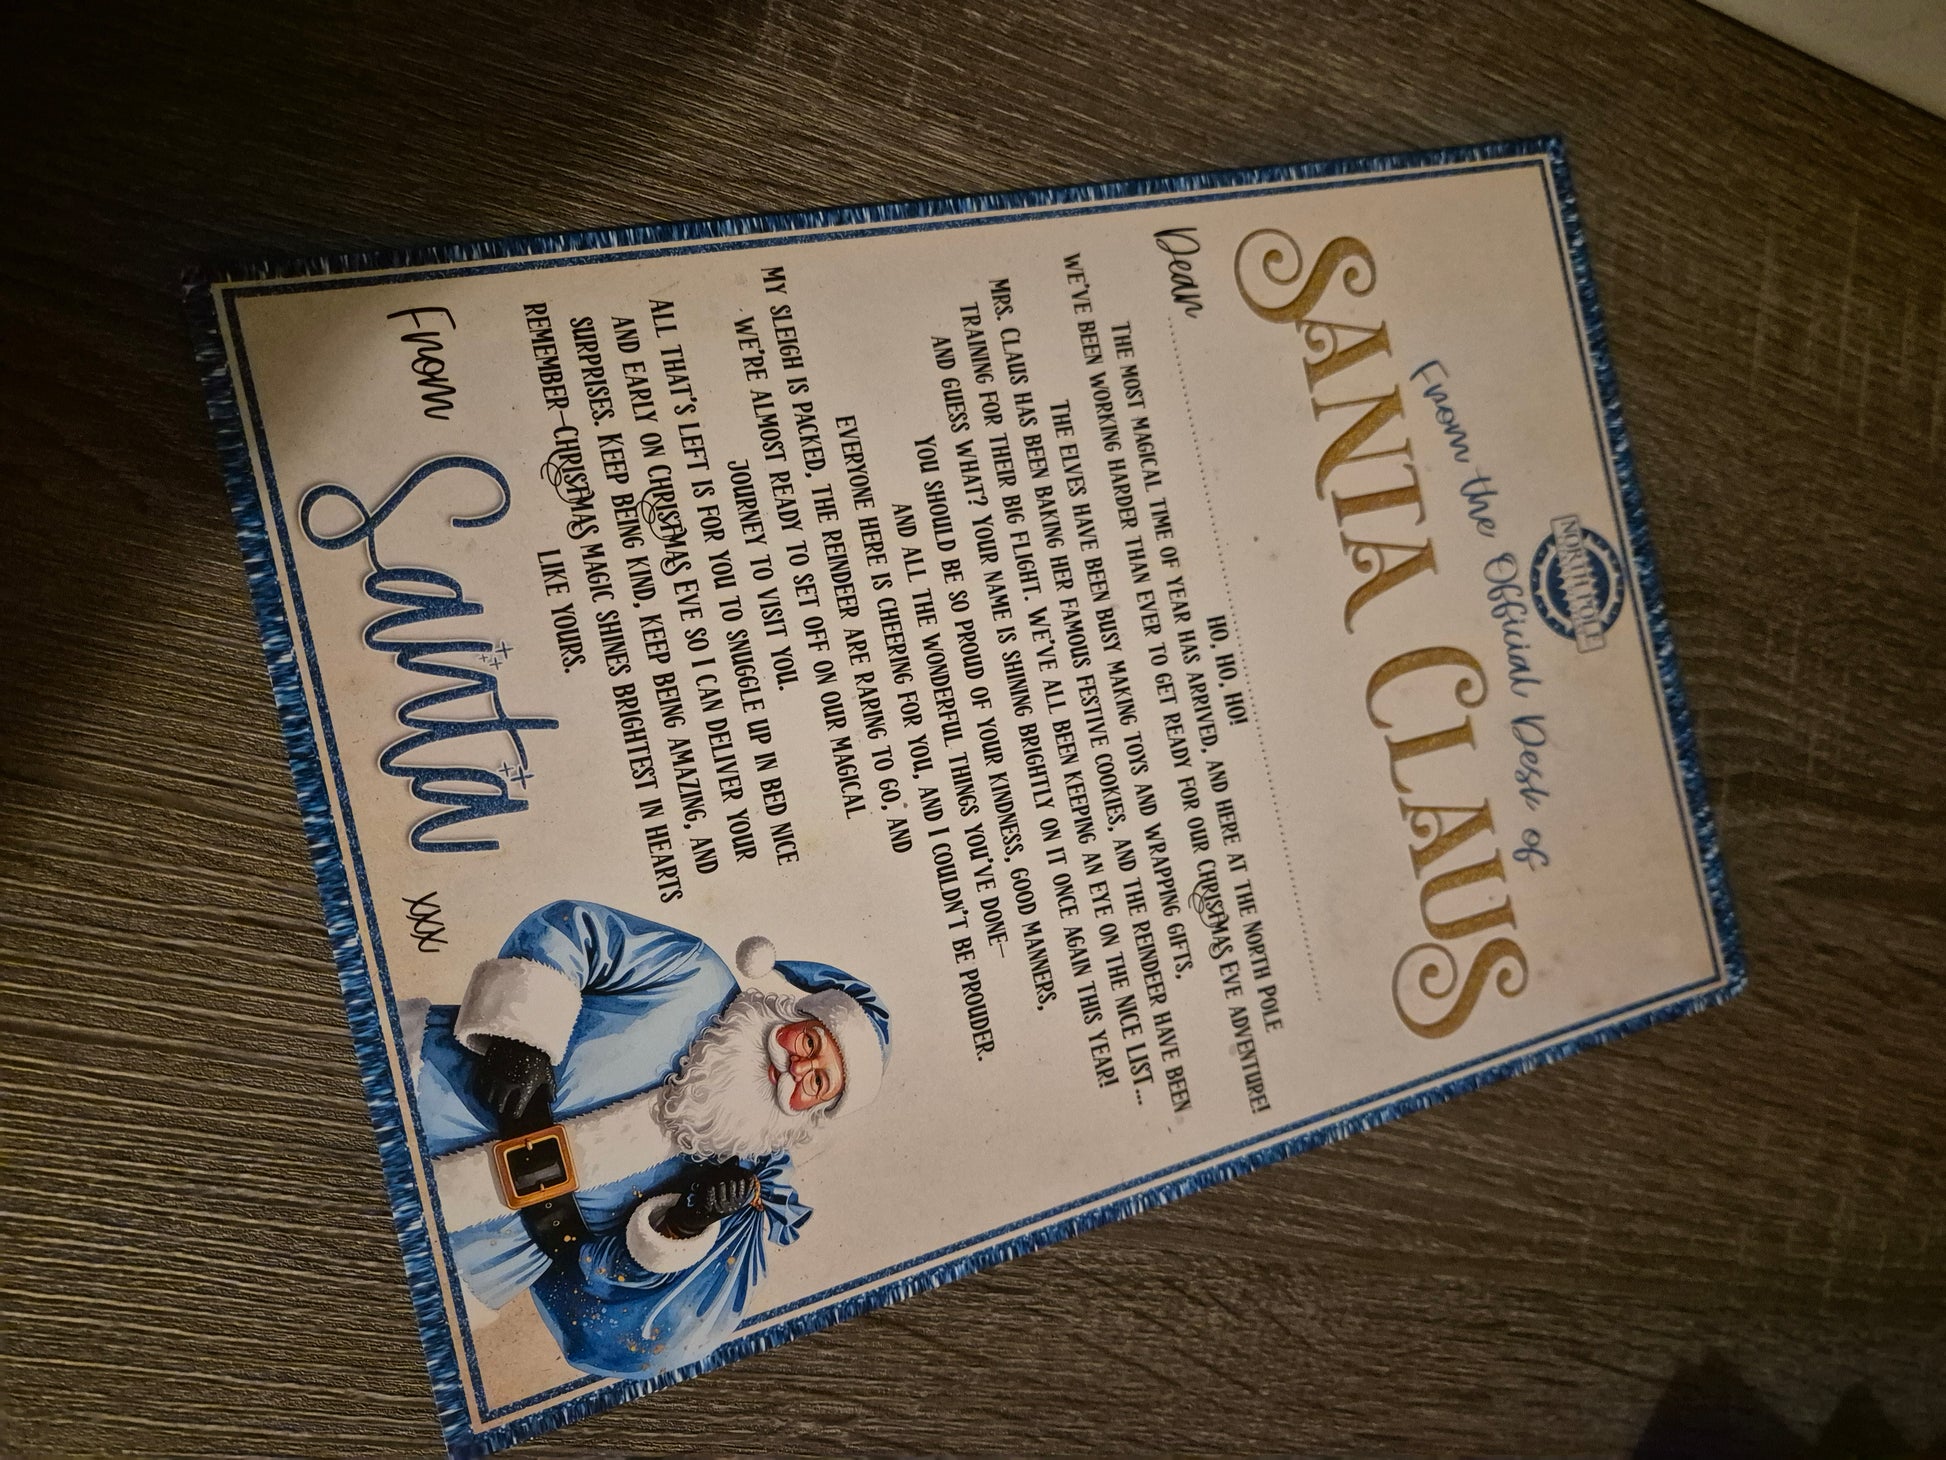 NORTH POLE
From the Official Desk of
SANTA CLAUS
Dear ..........
HO, HO, HO!
THE MOST MAGICAL TIME OF YEAR HAS ARRIVED, AND HERE AT THE NORTH POLE
WE'VE BEEN WORKING HARDER THAN EVER TO GET READY FOR OUR CHRISTMAS EVE ADVENTURE!
THE ELVES HAVE BEEN BUSY MAKING TOYS AND WRAPPING GIFTS,
MRS. CLAUS HAS BEEN BAKING HER FAMOUS FESTIVE COOKIES, AND THE REINDEER HAVE BEEN
TRAINING FOR THEIR BIG FLIGHT. WE'VE ALL BEEN KEEPING AN EYE ON THE NICE LIST...
AND GUESS WHAT? YOUR NAME IS SHINING BRIGHTLY ON IT ONCE AGAIN THIS YEAR!
YOU SHOULD BE SO PROUD OF YOUR KINDNESS, GOOD MANNERS,
AND ALL THE WONDERFUL THINGS YOU'VE DONE—
EVERYONE HERE IS CHEERING FOR YOU, AND I COULDN'T BE PROUDER.
MY SLEIGH IS PACKED, THE REINDEER ARE RARING TO GO, AND
WE'RE ALMOST READY TO SET OFF ON OUR MAGICAL
JOURNEY TO VISIT YOU.
ALL THAT'S LEFT IS FOR YOU TO SNUGGLE UP IN BED NICE
AND EARLY ON CHRISTMAS EVE SO I CAN DELIVER YOUR
SURPRISES. KEEP BEING KIND, KEEP BEING AMAZING, AND
REMEMBER—CHRISTMAS MAGIC SHINES BRIGHTEST IN HEARTS
LIKE YOURS.
From Santa xxx